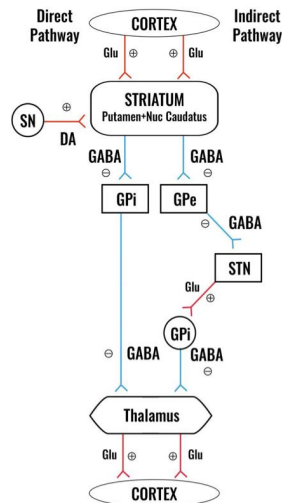 Direct
Pathway
CORTEX
Indirect
Pathway
Glu ⊕ ⊕ Glu
SN
⊕
DA
STRIATUM
Putamen+Nuc Caudatus
GABA GABA
⊖ ⊖
GPi GPe
⊖ GABA
STN
Glu
⊕
GPi
⊖ GABA GABA
⊖
Thalamus
Glu ⊕ ⊕ Glu
CORTEX